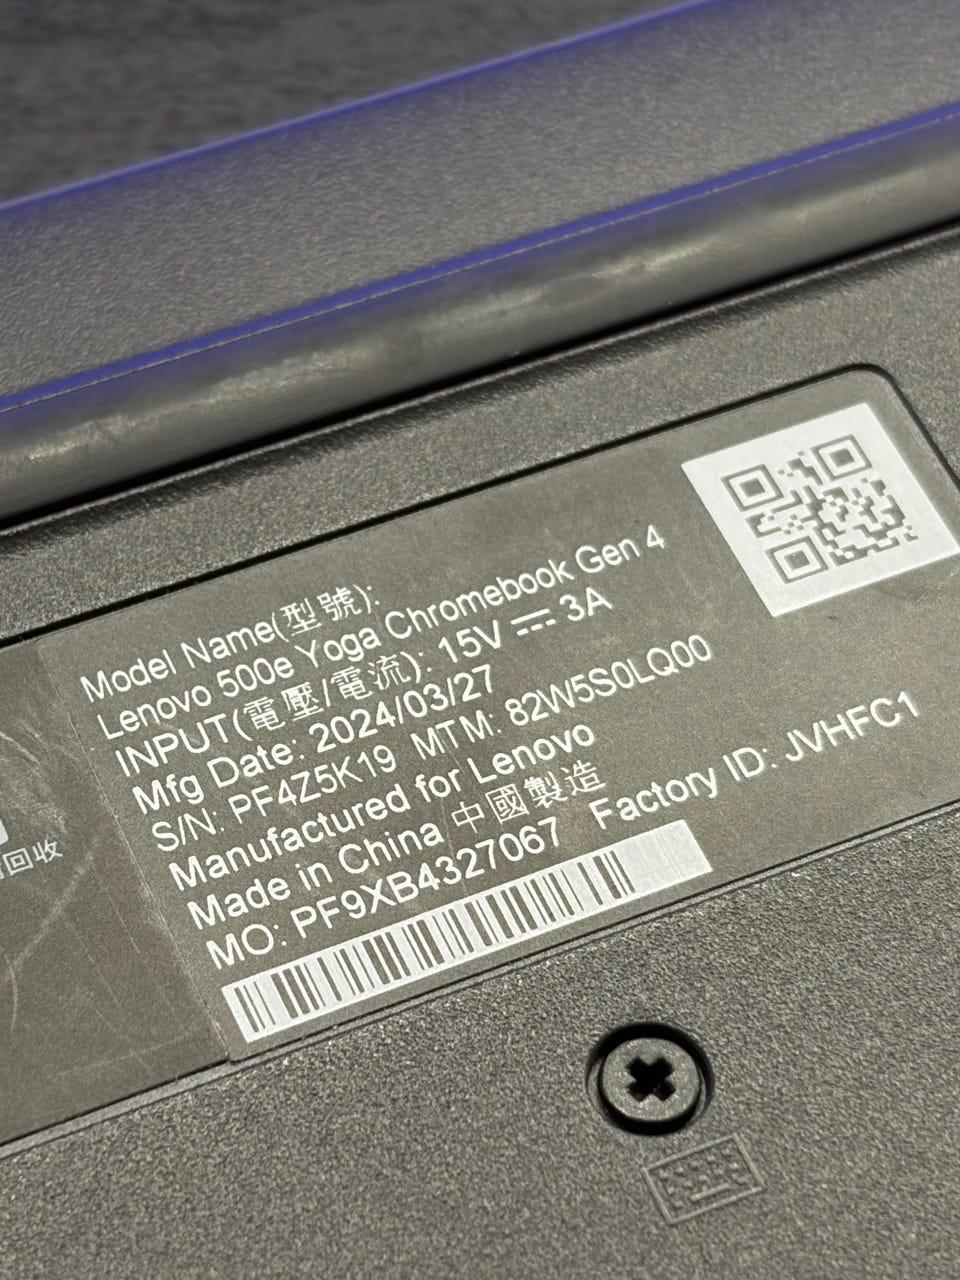 Model Name(型號):
Lenovo 500e Yoga Chromebook Gen 4
INPUT(電壓/電流): 15V ⎓ 3A
Mfg Date: 2024/03/27
S/N: PF4Z5K19 MTM: 82W5S0LQ00
Manufactured for Lenovo
Made in China 中國製造
MO: PF9XB4327067 Factory ID: JVHFC1
回收